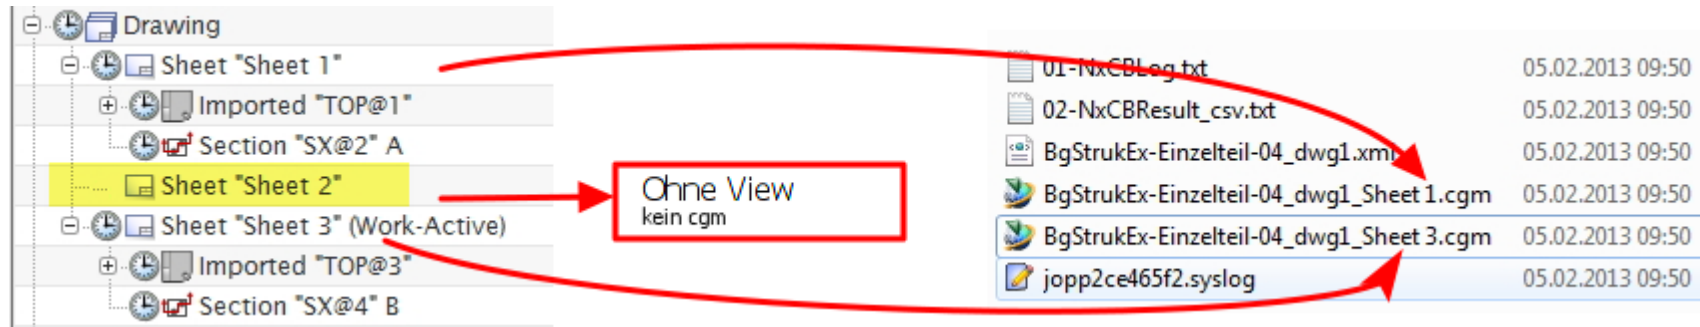 Drawing
Sheet "Sheet 1"
Imported "TOP@1"
Section "SX@2" A
Sheet "Sheet 2"
Sheet "Sheet 3" (Work-Active)
Imported "TOP@3"
Section "SX@4" B
Ohne View
kein cgm
01-NxCBLog.txt 05.02.2013 09:50
02-NxCBResult_csv.txt 05.02.2013 09:50
BgStrukEx-Einzelteil-04_dwg1.xml 05.02.2013 09:50
BgStrukEx-Einzelteil-04_dwg1_Sheet 1.cgm 05.02.2013 09:50
BgStrukEx-Einzelteil-04_dwg1_Sheet 3.cgm 05.02.2013 09:50
jopp2ce465f2.syslog 05.02.2013 09:50